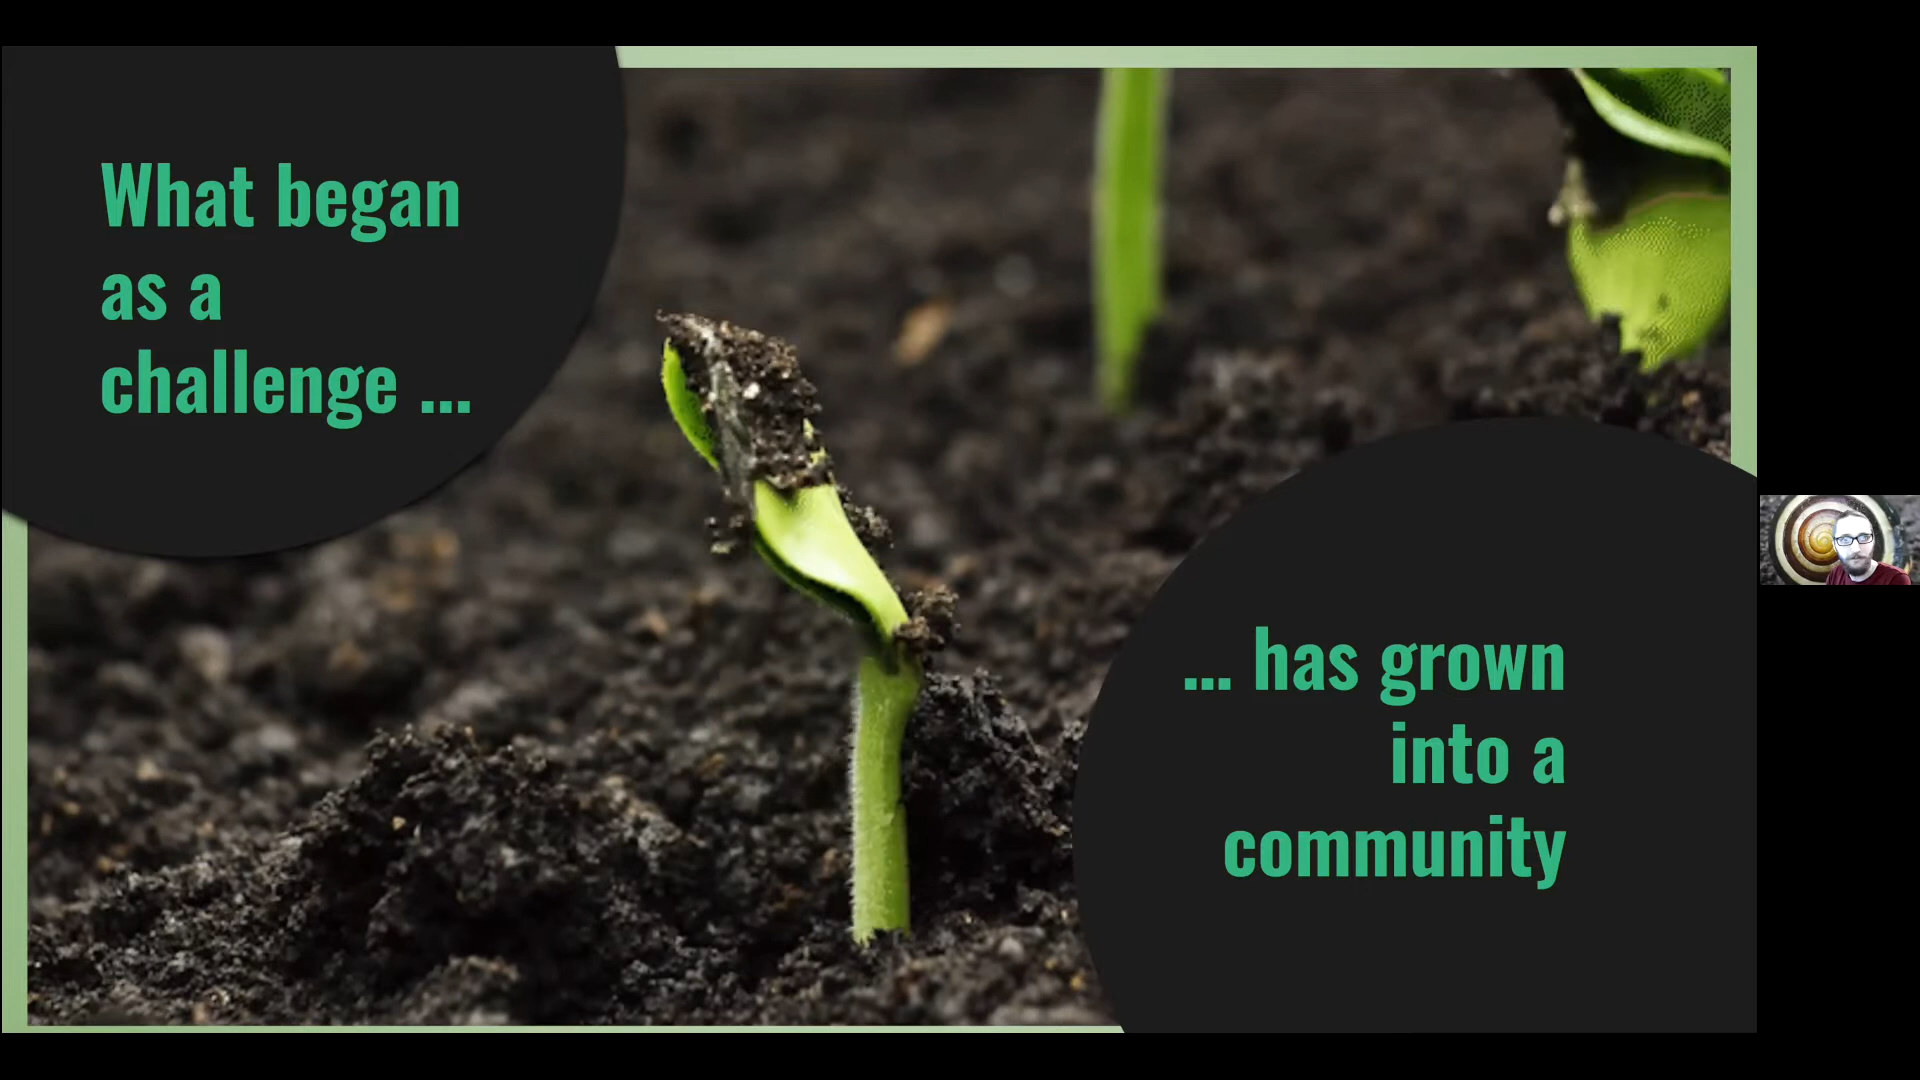 What began
as a
challenge ...
... has grown
into a
community